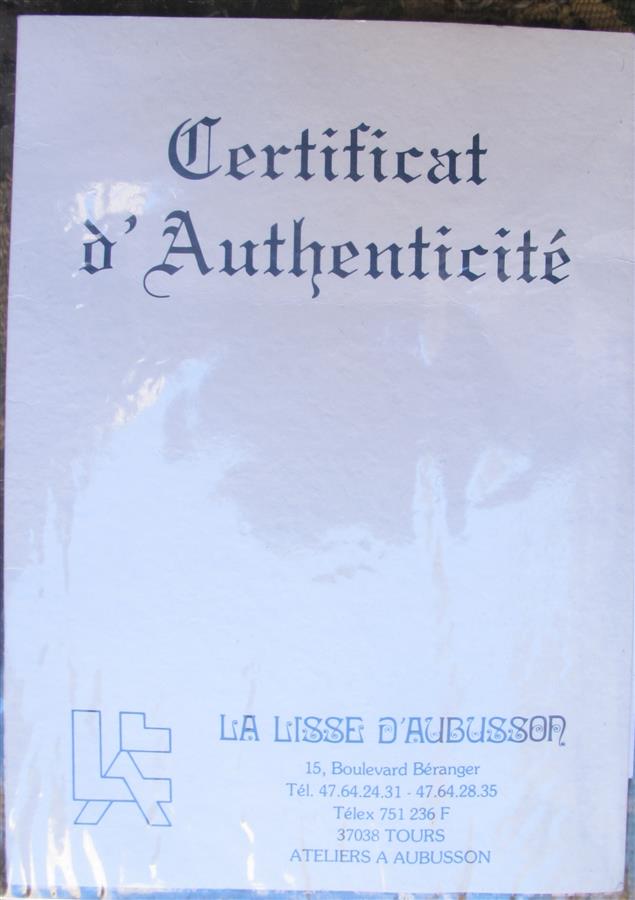 Certificat
d'Authenticité
LA LISSE D'AUBUSSON
15, Boulevard Béranger
Tél. 47.64.24.31 - 47.64.28.35
Télex 751 236 F
37038 TOURS
ATELIERS A AUBUSSON